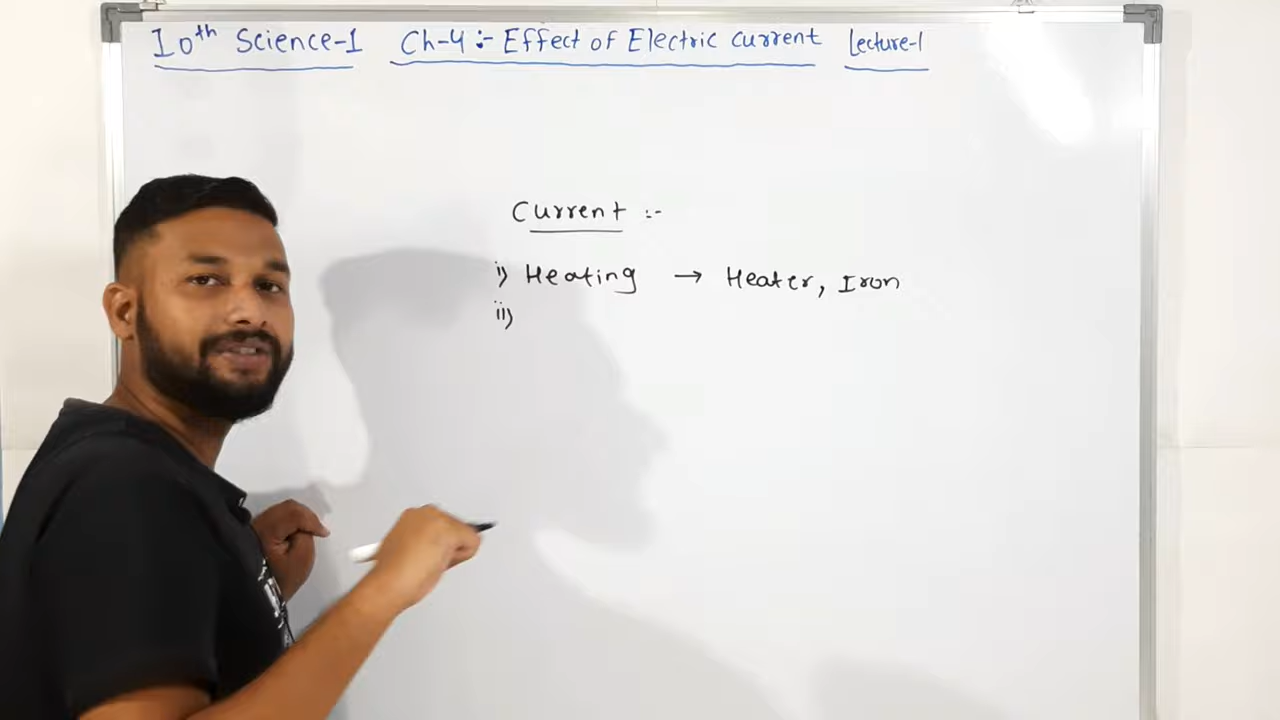 10th Science-1 Ch-4:- Effect of Electric current Lecture-1
Current :-
i) Heating → Heater, Iron
ii)